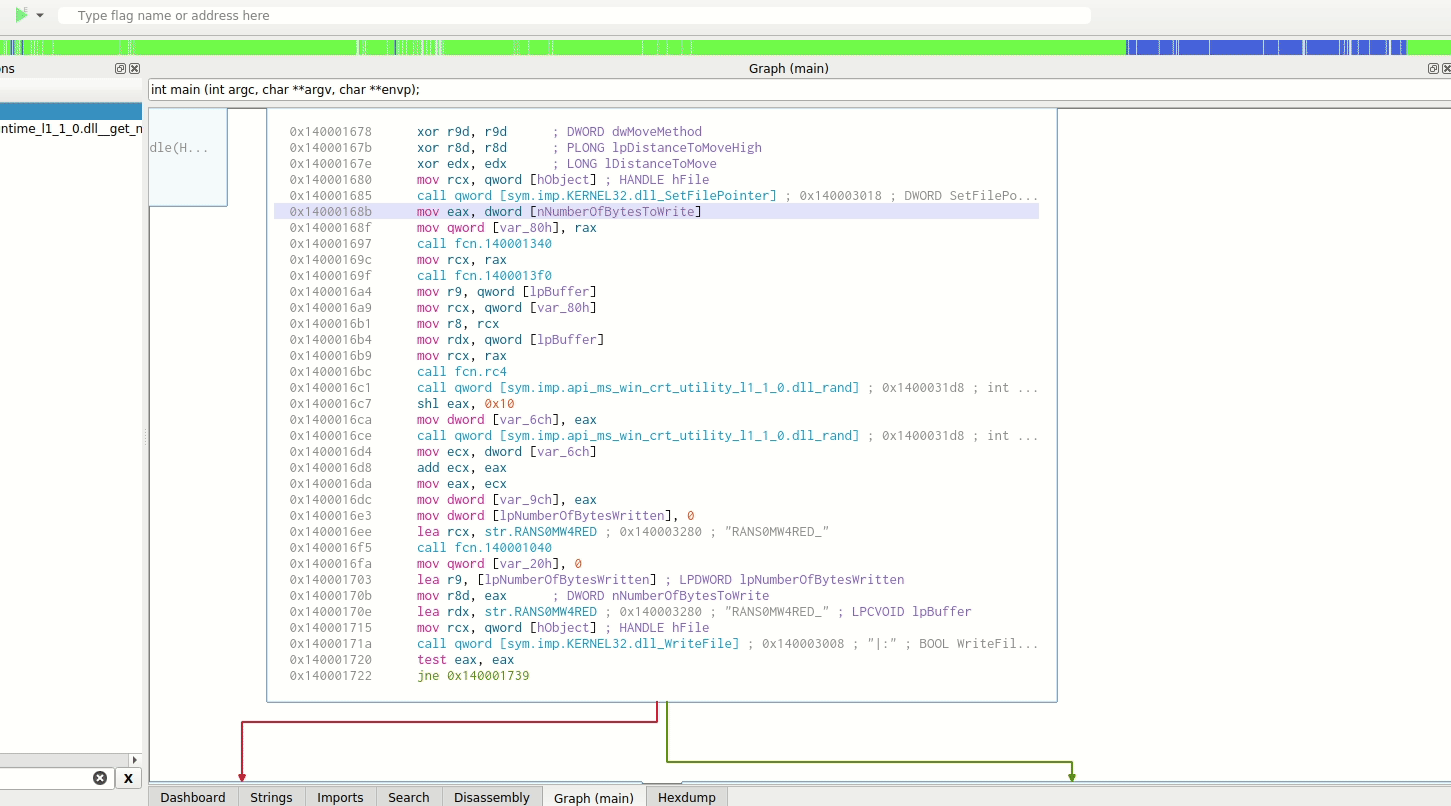 Type flag name or address here
ons
Graph (main)
int main (int argc, char **argv, char **envp);
ntime_l1_1_0.dll__get_n
dle(H...
0x140001678 xor r9d, r9d ; DWORD dwMoveMethod
0x14000167b xor r8d, r8d ; PLONG lpDistanceToMoveHigh
0x14000167e xor edx, edx ; LONG lDistanceToMove
0x140001680 mov rcx, qword [hObject] ; HANDLE hFile
0x140001685 call qword [sym.imp.KERNEL32.dll_SetFilePointer] ; 0x140003018 ; DWORD SetFilePo...
0x14000168b mov eax, dword [nNumberOfBytesToWrite]
0x14000168f mov qword [var_80h], rax
0x140001697 call fcn.140001340
0x14000169c mov rcx, rax
0x14000169f call fcn.1400013f0
0x1400016a4 mov r9, qword [lpBuffer]
0x1400016a9 mov rcx, qword [var_80h]
0x1400016b1 mov r8, rcx
0x1400016b4 mov rdx, qword [lpBuffer]
0x1400016b9 mov rcx, rax
0x1400016bc call fcn.rc4
0x1400016c1 call qword [sym.imp.api_ms_win_crt_utility_l1_1_0.dll_rand] ; 0x1400031d8 ; int ...
0x1400016c7 shl eax, 0x10
0x1400016ca mov dword [var_6ch], eax
0x1400016ce call qword [sym.imp.api_ms_win_crt_utility_l1_1_0.dll_rand] ; 0x1400031d8 ; int ...
0x1400016d4 mov ecx, dword [var_6ch]
0x1400016d8 add ecx, eax
0x1400016da mov eax, ecx
0x1400016dc mov dword [var_9ch], eax
0x1400016e3 mov dword [lpNumberOfBytesWritten], 0
0x1400016ee lea rcx, str.RANS0MW4RED ; 0x140003280 ; "RANS0MW4RED_"
0x1400016f5 call fcn.140001040
0x1400016fa mov qword [var_20h], 0
0x140001703 lea r9, [lpNumberOfBytesWritten] ; LPDWORD lpNumberOfBytesWritten
0x14000170b mov r8d, eax ; DWORD nNumberOfBytesToWrite
0x14000170e lea rdx, str.RANS0MW4RED ; 0x140003280 ; "RANS0MW4RED_" ; LPCVOID lpBuffer
0x140001715 mov rcx, qword [hObject] ; HANDLE hFile
0x14000171a call qword [sym.imp.KERNEL32.dll_WriteFile] ; 0x140003008 ; "|:" ; BOOL WriteFil...
0x140001720 test eax, eax
0x140001722 jne 0x140001739
X
Dashboard Strings Imports Search Disassembly Graph (main) Hexdump